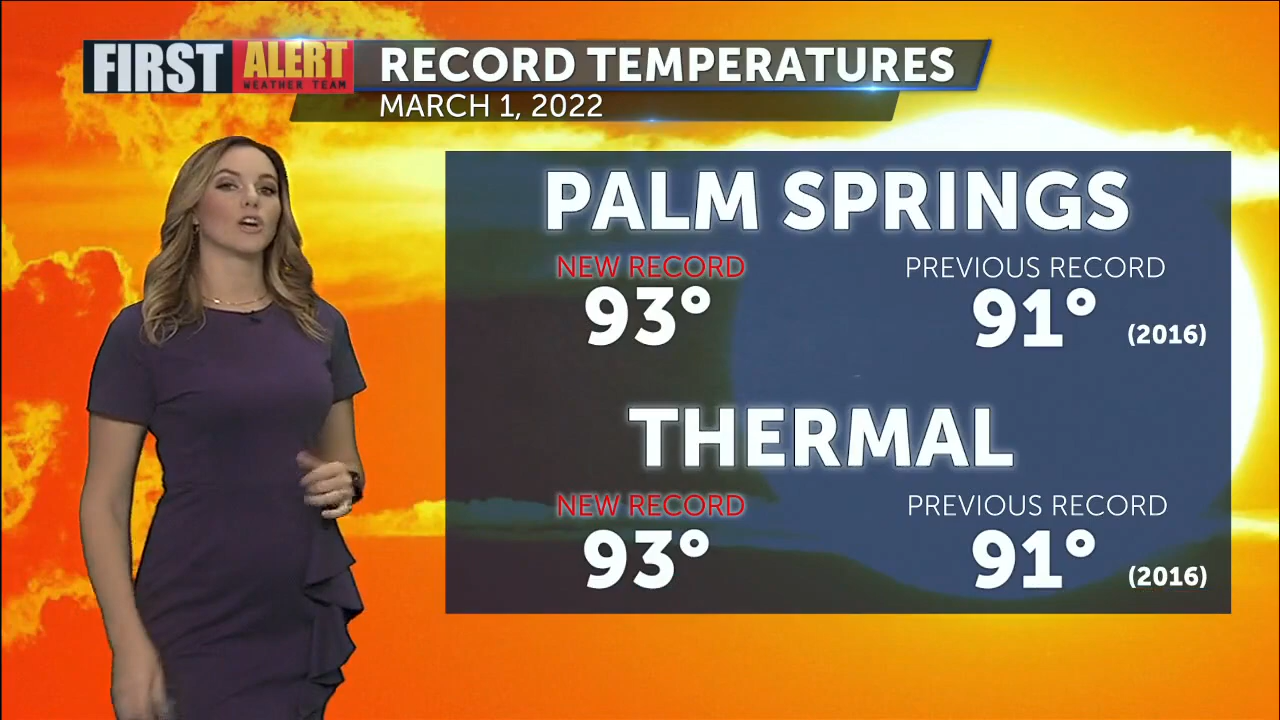 FIRST ALERT
WEATHER TEAM
RECORD TEMPERATURES
MARCH 1, 2022
PALM SPRINGS
NEW RECORD PREVIOUS RECORD
93° 91° (2016)
THERMAL
NEW RECORD PREVIOUS RECORD
93° 91° (2016)